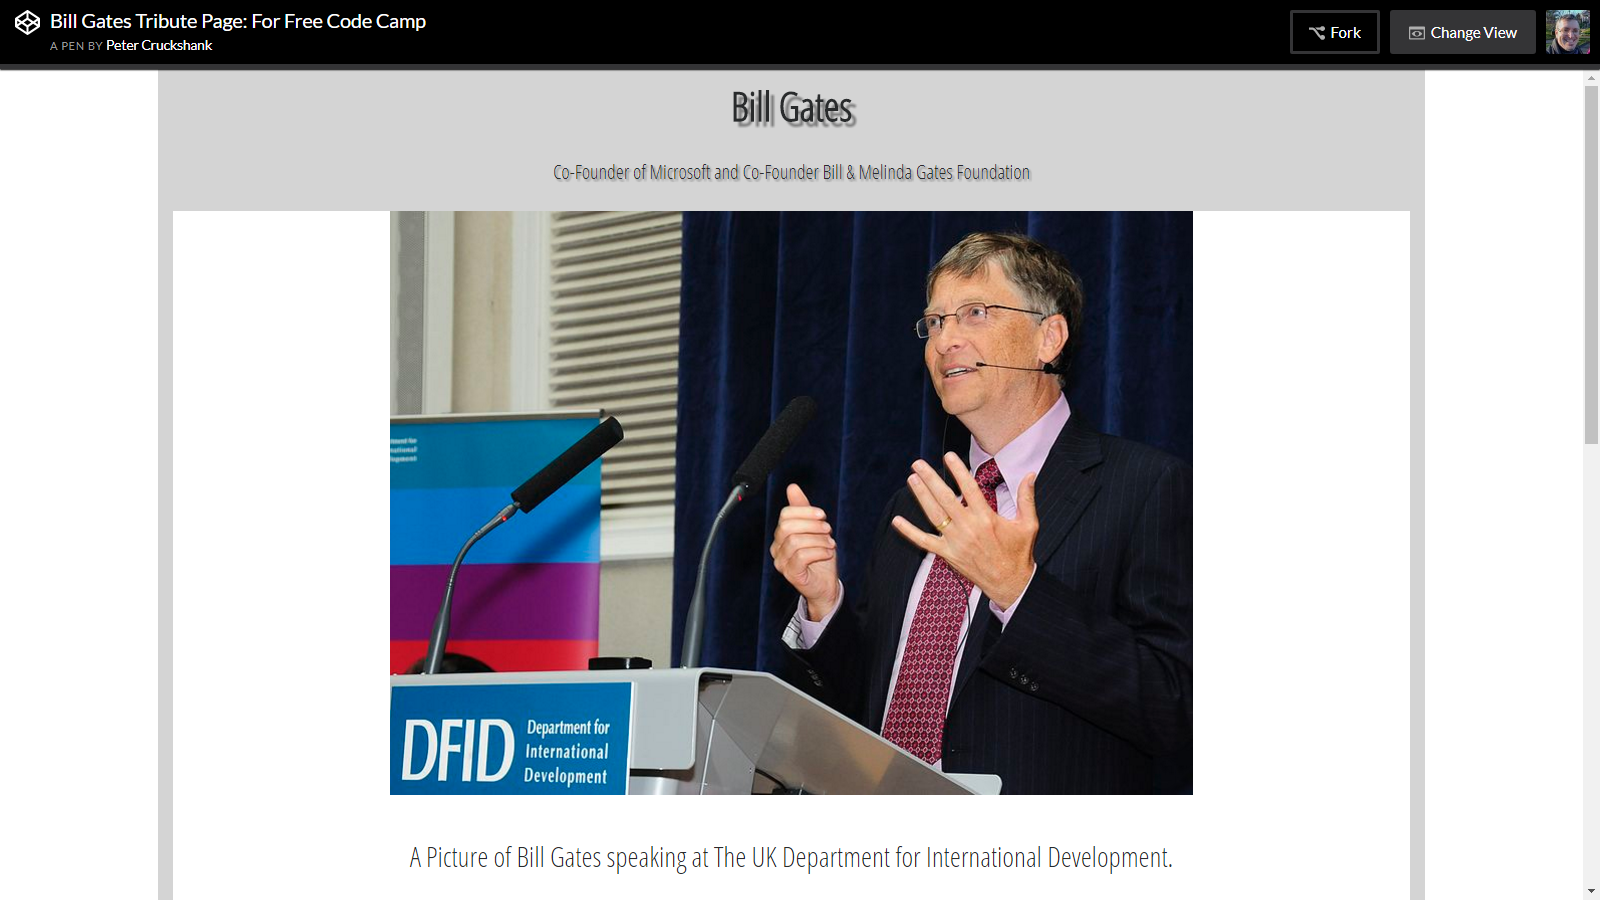 Bill Gates Tribute Page: For Free Code Camp
A PEN BY Peter Cruckshank
Fork
Change View
Bill Gates
Co-Founder of Microsoft and Co-Founder Bill & Melinda Gates Foundation
DFID
Department for
International
Development
A Picture of Bill Gates speaking at The UK Department for International Development.